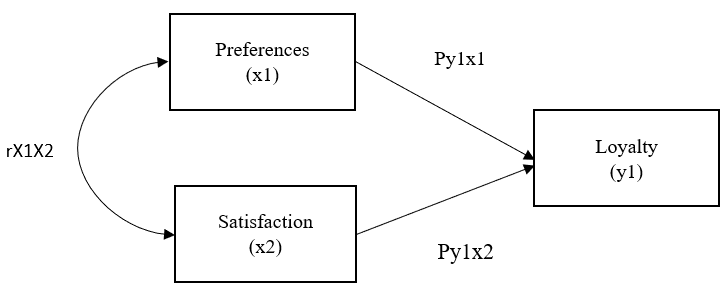 Preferences
(x1)
Py1x1
rX1X2
Loyalty
(y1)
Satisfaction
(x2)
Py1x2